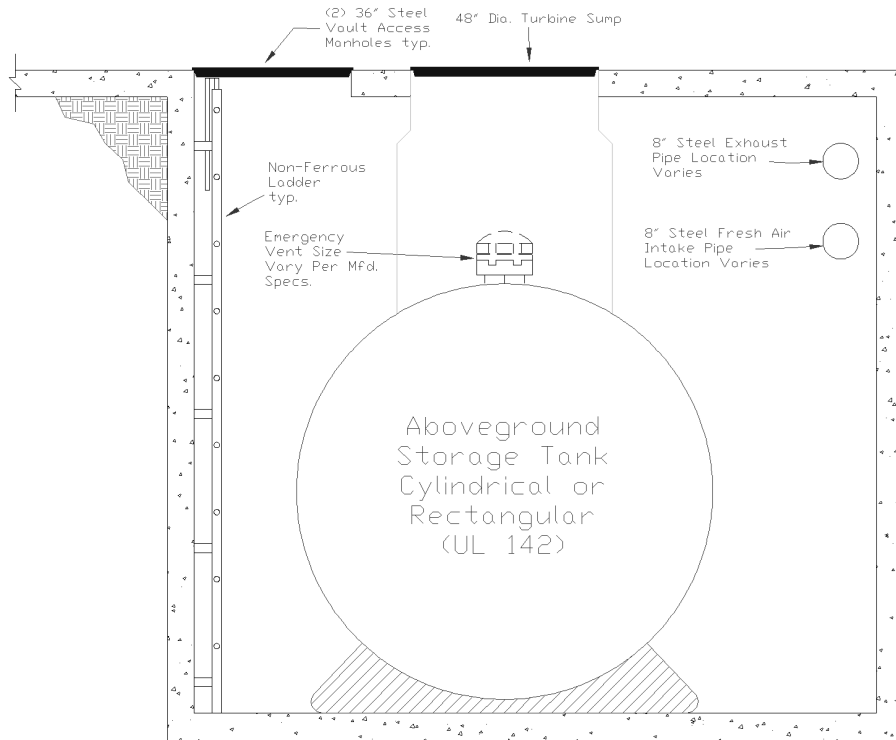 (2) 36" Steel
Vault Access
Manholes typ.
48" Dia. Turbine Sump
8" Steel Exhaust
Pipe Location
Varies
Non-Ferrous
Ladder
typ.
Emergency
Vent Size
Vary Per Mfd.
Specs.
8" Steel Fresh Air
Intake Pipe
Location Varies
Aboveground
Storage Tank
Cylindrical or
Rectangular
(UL 142)